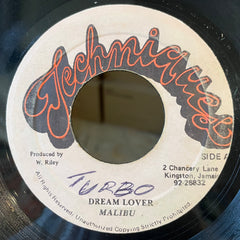 Techniques
SIDE A
Produced by
W. Riley
2 Chancery Lane
Kingston, Jamai
92-25832
TURBO
DREAM LOVER
MALIBU
All Rights Reserved. Unauthorized Copying Strictly Prohibited